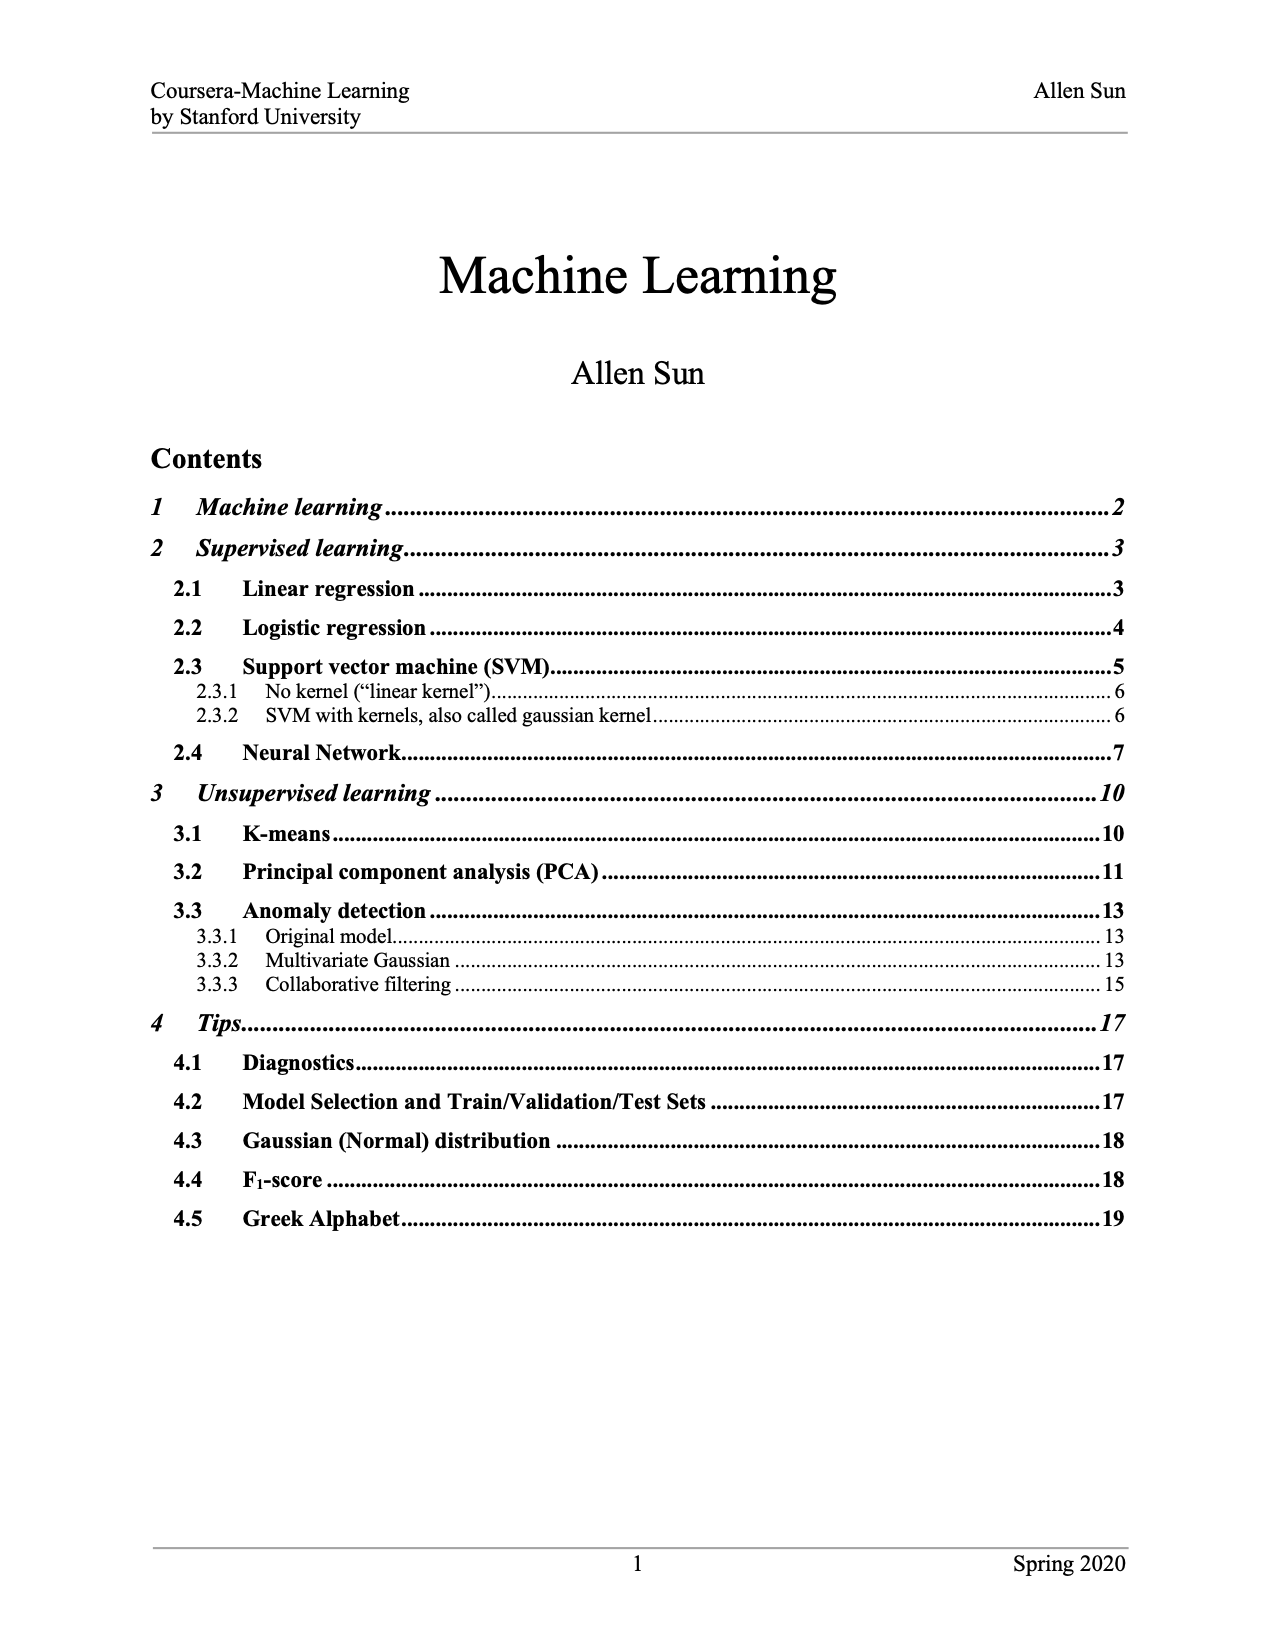 Coursera-Machine Learning Allen Sun
by Stanford University
Machine Learning
Allen Sun
Contents
1 Machine learning 2
2 Supervised learning 3
2.1 Linear regression 3
2.2 Logistic regression 4
2.3 Support vector machine (SVM) 5
2.3.1 No kernel (“linear kernel”) 6
2.3.2 SVM with kernels, also called gaussian kernel 6
2.4 Neural Network 7
3 Unsupervised learning 10
3.1 K-means 10
3.2 Principal component analysis (PCA) 11
3.3 Anomaly detection 13
3.3.1 Original model 13
3.3.2 Multivariate Gaussian 13
3.3.3 Collaborative filtering 15
4 Tips 17
4.1 Diagnostics 17
4.2 Model Selection and Train/Validation/Test Sets 17
4.3 Gaussian (Normal) distribution 18
4.4 F₁-score 18
4.5 Greek Alphabet 19
1 Spring 2020